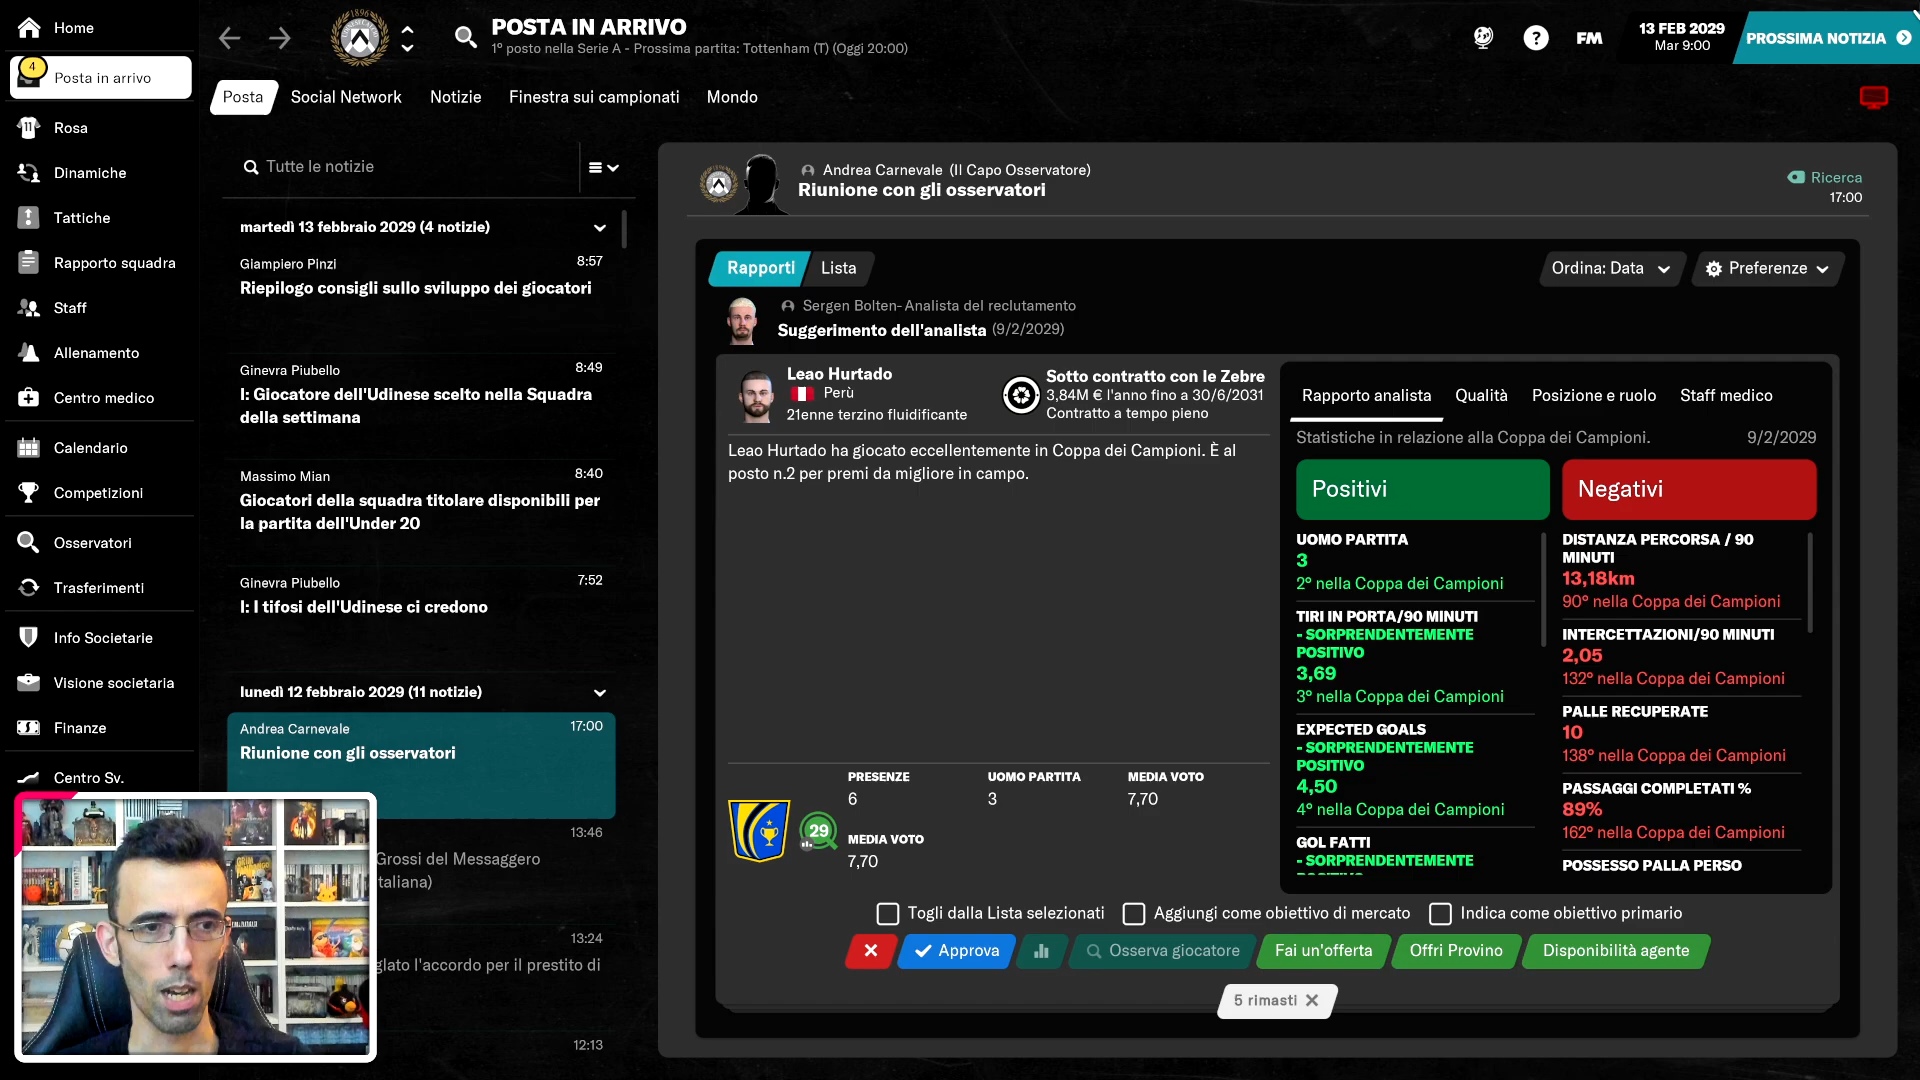 Home
4
Posta in arrivo
Rosa
Dinamiche
Tattiche
Rapporto squadra
Staff
Allenamento
Centro medico
Calendario
Competizioni
Osservatori
Trasferimenti
Info Societarie
Visione societaria
Finanze
Centro Sv.
1896
POSTA IN ARRIVO
1° posto nella Serie A - Prossima partita: Tottenham (T) (Oggi 20:00)
FM
13 FEB 2029
Mar 9:00
PROSSIMA NOTIZIA
Posta
Social Network
Notizie
Finestra sui campionati
Mondo
Tutte le notizie
martedì 13 febbraio 2029 (4 notizie)
Giampiero Pinzi
8:57
Riepilogo consigli sullo sviluppo dei giocatori
Ginevra Piubello
8:49
I: Giocatore dell'Udinese scelto nella Squadra
della settimana
Massimo Mian
8:40
Giocatori della squadra titolare disponibili per
la partita dell'Under 20
Ginevra Piubello
7:52
I: I tifosi dell'Udinese ci credono
lunedì 12 febbraio 2029 (11 notizie)
Andrea Carnevale
17:00
Riunione con gli osservatori
13:46
Grossi del Messaggero
taliana)
13:24
glato l'accordo per il prestito di
12:13
Andrea Carnevale (Il Capo Osservatore)
Riunione con gli osservatori
Ricerca
17:00
Rapporti
Lista
Ordina: Data
Preferenze
Sergen Bolten-Analista del reclutamento
Suggerimento dell'analista (9/2/2029)
Leao Hurtado
Perù
21enne terzino fluidificante
Sotto contratto con le Zebre
3,84M € l'anno fino a 30/6/2031
Contratto a tempo pieno
Leao Hurtado ha giocato eccellentemente in Coppa dei Campioni. È al
posto n.2 per premi da migliore in campo.
PRESENZE
6
UOMO PARTITA
3
MEDIA VOTO
7,70
29
MEDIA VOTO
7,70
Rapporto analista
Qualità
Posizione e ruolo
Staff medico
Statistiche in relazione alla Coppa dei Campioni.
9/2/2029
Positivi
UOMO PARTITA
3
2° nella Coppa dei Campioni
TIRI IN PORTA/90 MINUTI
- SORPRENDENTEMENTE
POSITIVO
3,69
3° nella Coppa dei Campioni
EXPECTED GOALS
- SORPRENDENTEMENTE
POSITIVO
4,50
4° nella Coppa dei Campioni
GOL FATTI
- SORPRENDENTEMENTE
POSITIVO
Negativi
DISTANZA PERCORSA / 90
MINUTI
13,18km
90° nella Coppa dei Campioni
INTERCETTAZIONI/90 MINUTI
2,05
132° nella Coppa dei Campioni
PALLE RECUPERATE
10
138° nella Coppa dei Campioni
PASSAGGI COMPLETATI %
89%
162° nella Coppa dei Campioni
POSSESSO PALLA PERSO
Togli dalla Lista selezionati
Aggiungi come obiettivo di mercato
Indica come obiettivo primario
Approva
Osserva giocatore
Fai un'offerta
Offri Provino
Disponibilità agente
5 rimasti